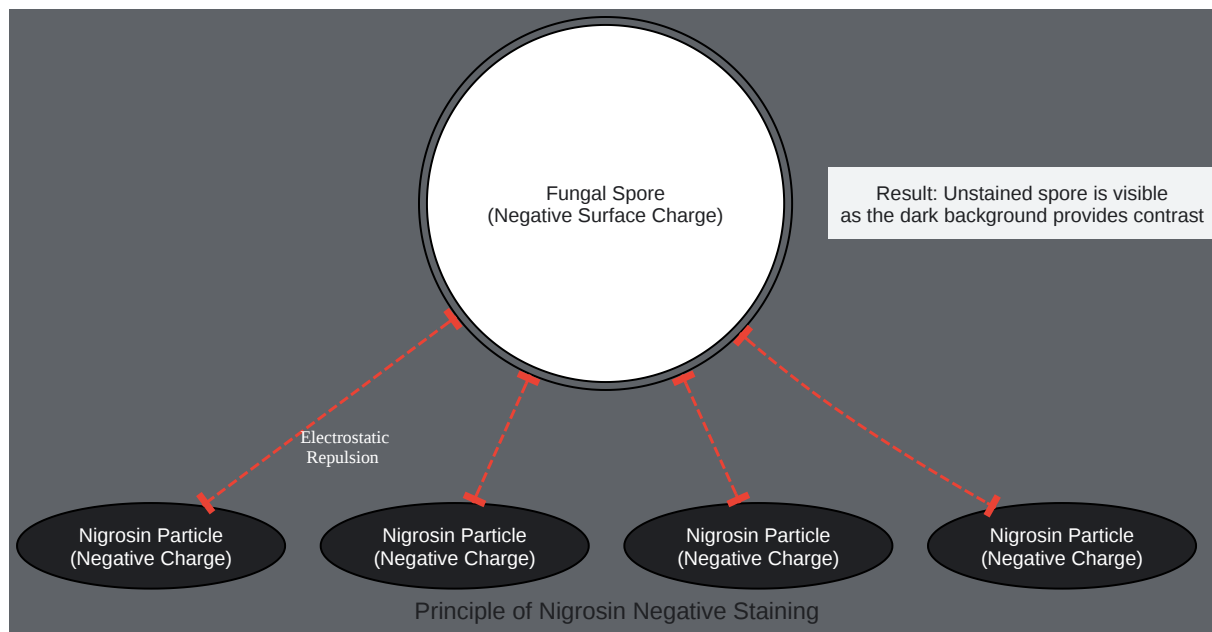 Fungal Spore
(Negative Surface Charge)
Result: Unstained spore is visible
as the dark background provides contrast
Electrostatic
Repulsion
Nigrosin Particle
(Negative Charge)
Nigrosin Particle
(Negative Charge)
Nigrosin Particle
(Negative Charge)
Nigrosin Particle
(Negative Charge)
Principle of Nigrosin Negative Staining